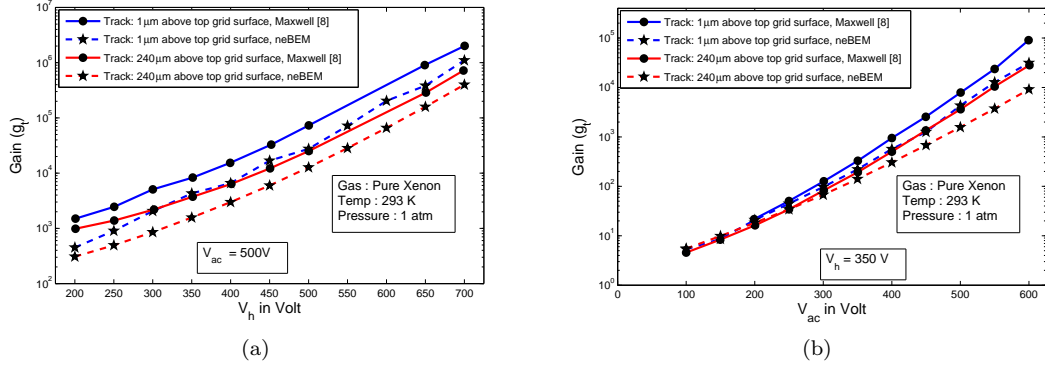 Track: 1μm above top grid surface, Maxwell [8]
Track: 1μm above top grid surface, neBEM
Track: 240μm above top grid surface, Maxwell [8]
Track: 240μm above top grid surface, neBEM
10^7
10^6
10^5
10^4
10^3
10^2
Gain (g_t)
Gas : Pure Xenon
Temp : 293 K
Pressure : 1 atm
V_ac = 500V
200 250 300 350 400 450 500 550 600 650 700
V_h in Volt
(a)
Track: 1μm above top grid surface, Maxwell [8]
Track: 1μm above top grid surface, neBEM
Track: 240μm above top grid surface, Maxwell [8]
Track: 240μm above top grid surface, neBEM
10^5
10^4
10^3
10^2
10^1
10^0
Gain (g_t)
Gas : Pure Xenon
Temp : 293 K
Pressure : 1 atm
V_h = 350 V
0 100 200 300 400 500 600
V_ac in Volt
(b)